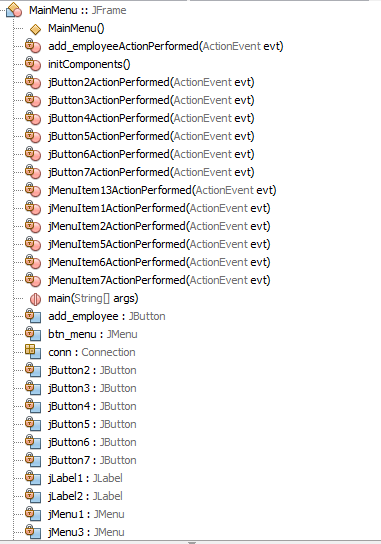 MainMenu :: JFrame
MainMenu()
add_employeeActionPerformed(ActionEvent evt)
initComponents()
jButton2ActionPerformed(ActionEvent evt)
jButton3ActionPerformed(ActionEvent evt)
jButton4ActionPerformed(ActionEvent evt)
jButton5ActionPerformed(ActionEvent evt)
jButton6ActionPerformed(ActionEvent evt)
jButton7ActionPerformed(ActionEvent evt)
jMenuItem13ActionPerformed(ActionEvent evt)
jMenuItem1ActionPerformed(ActionEvent evt)
jMenuItem2ActionPerformed(ActionEvent evt)
jMenuItem5ActionPerformed(ActionEvent evt)
jMenuItem6ActionPerformed(ActionEvent evt)
jMenuItem7ActionPerformed(ActionEvent evt)
main(String[] args)
add_employee : JButton
btn_menu : JMenu
conn : Connection
jButton2 : JButton
jButton3 : JButton
jButton4 : JButton
jButton5 : JButton
jButton6 : JButton
jButton7 : JButton
jLabel1 : JLabel
jLabel2 : JLabel
jMenu1 : JMenu
jMenu3 : JMenu